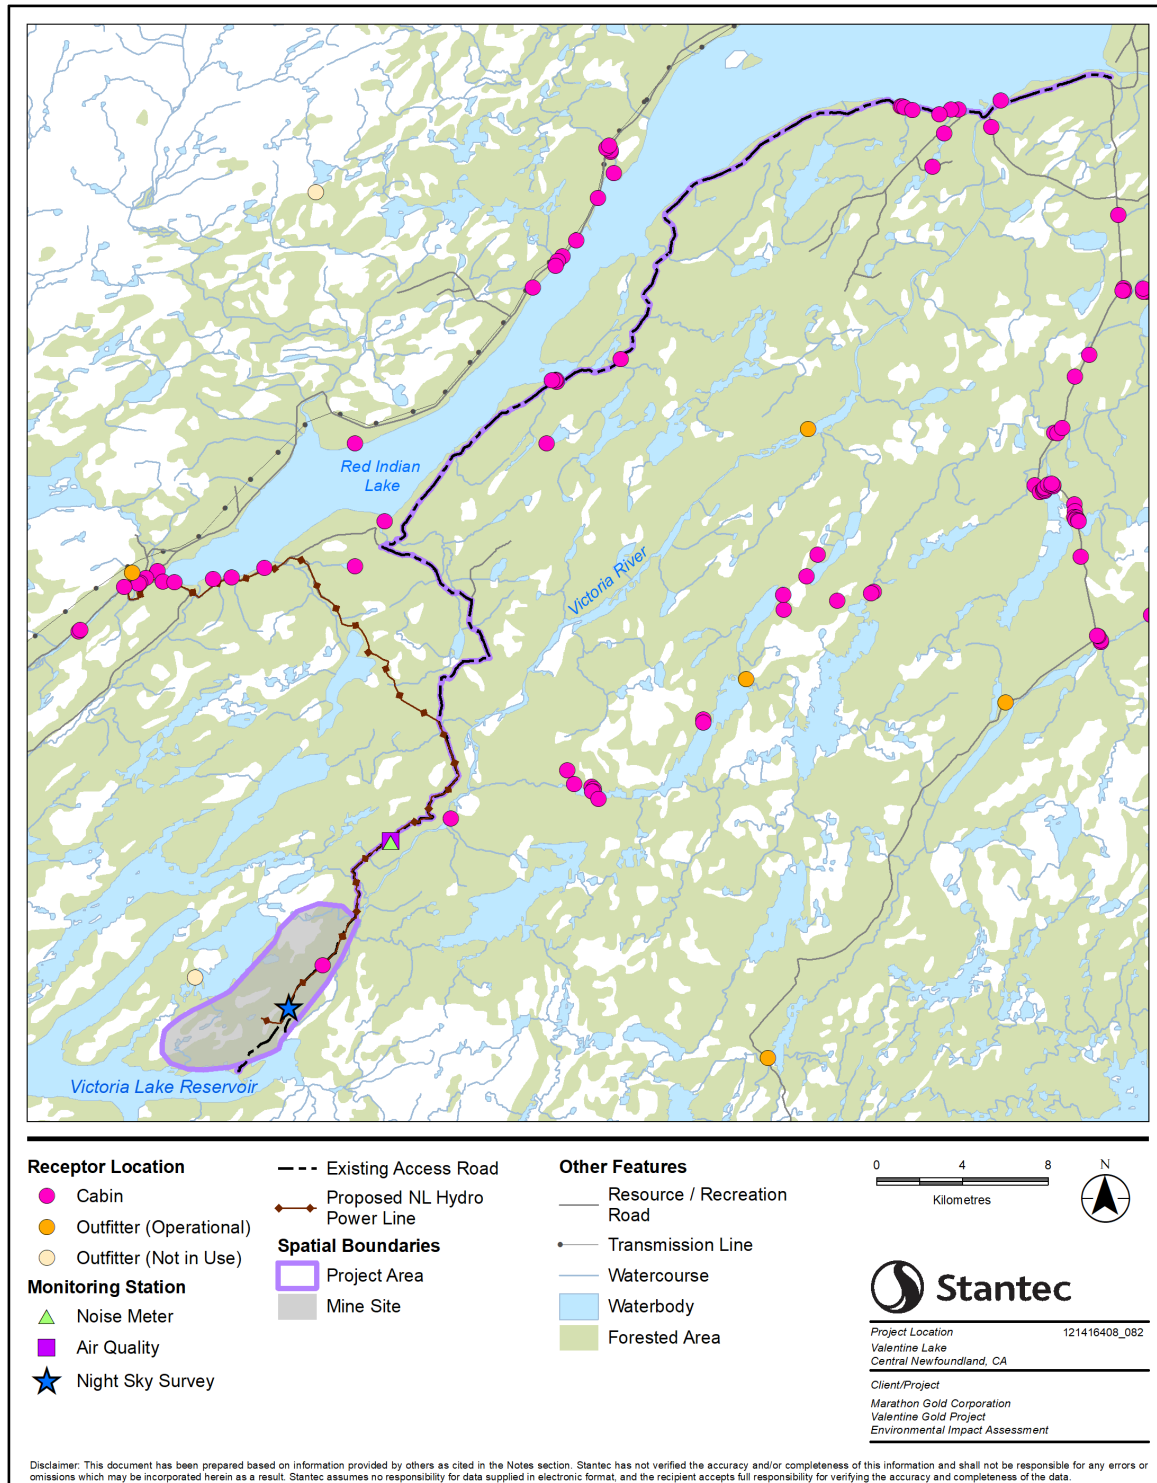 Red Indian
Lake
Victoria River
Victoria Lake Reservoir
Receptor Location
Cabin
Outfitter (Operational)
Outfitter (Not in Use)
Monitoring Station
Noise Meter
Air Quality
Night Sky Survey
Existing Access Road
Proposed NL Hydro
Power Line
Spatial Boundaries
Project Area
Mine Site
Other Features
Resource / Recreation
Road
Transmission Line
Watercourse
Waterbody
Forested Area
0 4 8
Kilometres
N
Stantec
Project Location 121416408_082
Valentine Lake
Central Newfoundland, CA
Client/Project
Marathon Gold Corporation
Valentine Gold Project
Environmental Impact Assessment
Disclaimer: This document has been prepared based on information provided by others as cited in the Notes section. Stantec has not verified the accuracy and/or completeness of this information and shall not be responsible for any errors or
omissions which may be incorporated herein as a result. Stantec assumes no responsibility for data supplied in electronic format, and the recipient accepts full responsibility for verifying the accuracy and completeness of the data.